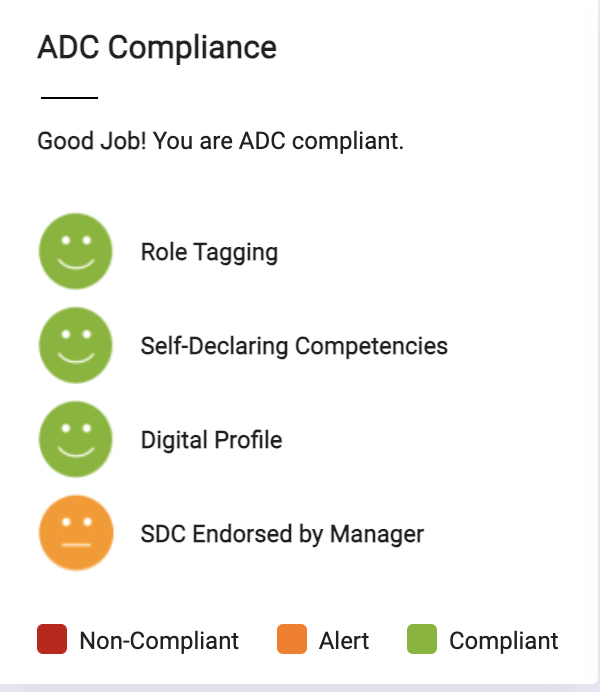 ADC Compliance
Good Job! You are ADC compliant.
Role Tagging
Self-Declaring Competencies
Digital Profile
SDC Endorsed by Manager
Non-Compliant Alert Compliant